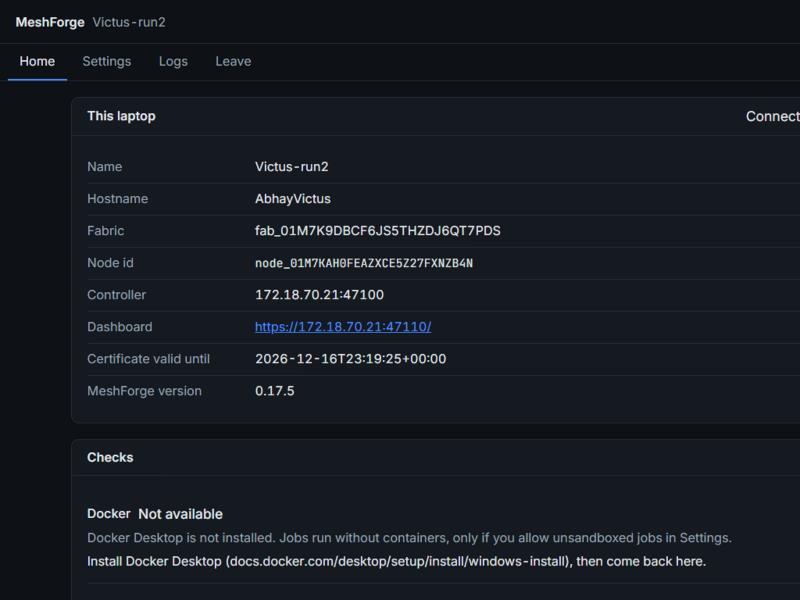 MeshForge Victus-run2
Home Settings Logs Leave
This laptop Connect
Name Victus-run2
Hostname AbhayVictus
Fabric fab_01M7K9DBCF6JS5THZDJ6QT7PDS
Node id node_01M7KAH0FEAZXCE5Z27FXNZB4N
Controller 172.18.70.21:47100
Dashboard https://172.18.70.21:47110/
Certificate valid until 2026-12-16T23:19:25+00:00
MeshForge version 0.17.5
Checks
Docker Not available
Docker Desktop is not installed. Jobs run without containers, only if you allow unsandboxed jobs in Settings.
Install Docker Desktop (docs.docker.com/desktop/setup/install/windows-install), then come back here.